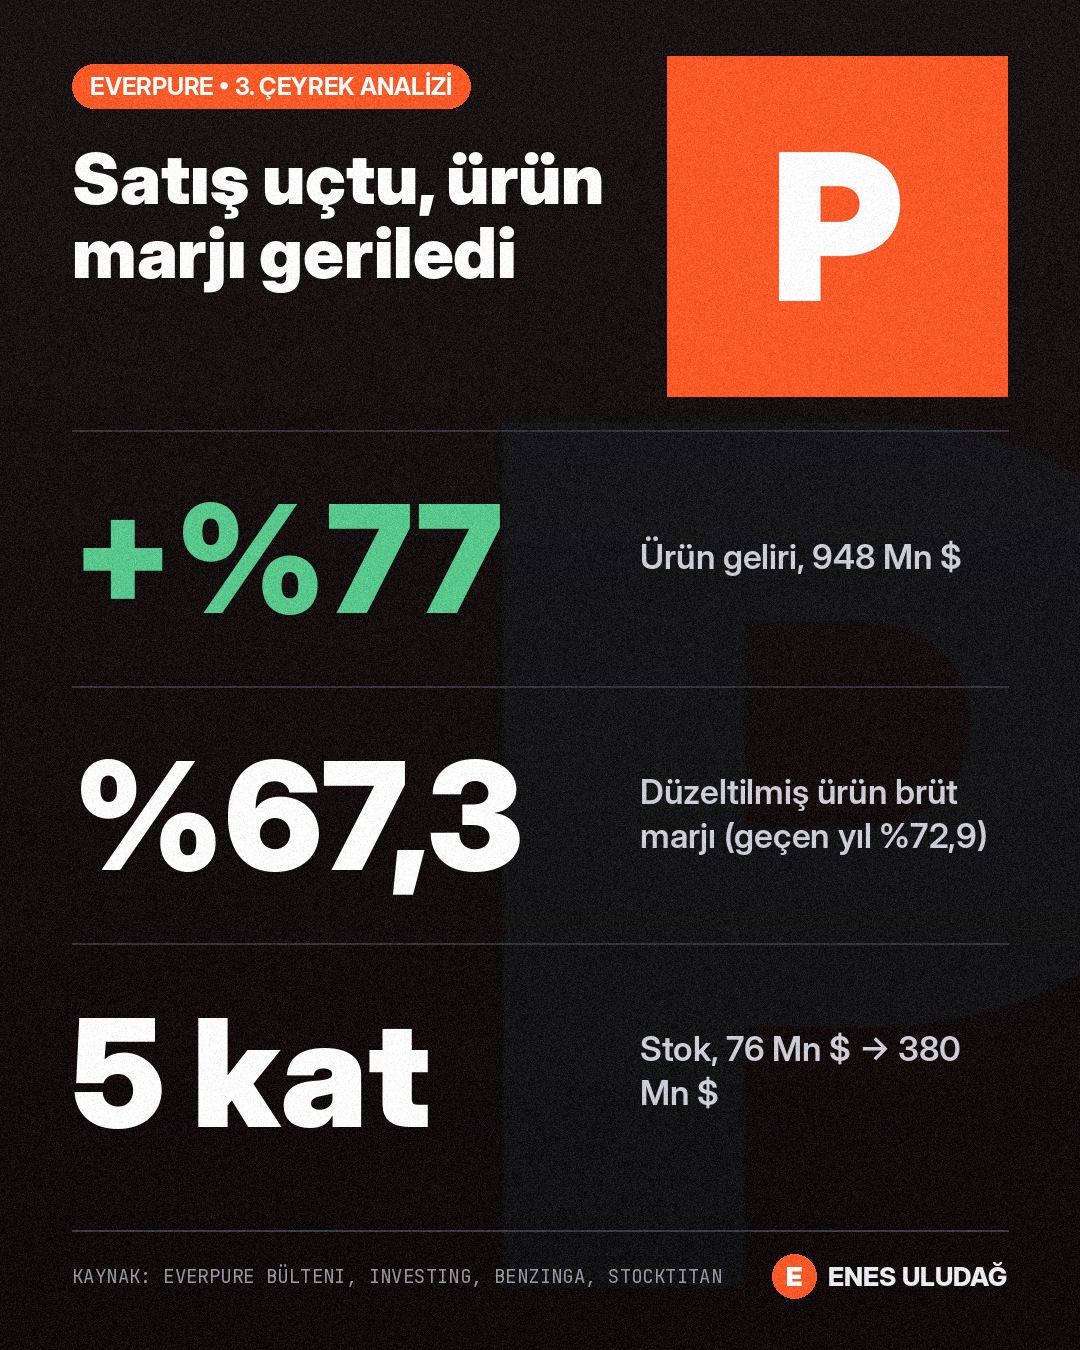 EVERPURE • 3. ÇEYREK ANALİZİ
Satış uçtu, ürün
marjı geriledi
P
+%77
Ürün geliri, 948 Mn $
%67,3
Düzeltilmiş ürün brüt
marjı (geçen yıl %72,9)
5 kat
Stok, 76 Mn $ → 380
Mn $
KAYNAK: EVERPURE BÜLTENI, INVESTING, BENZINGA, STOCKTITAN
E ENES ULUDAĞ